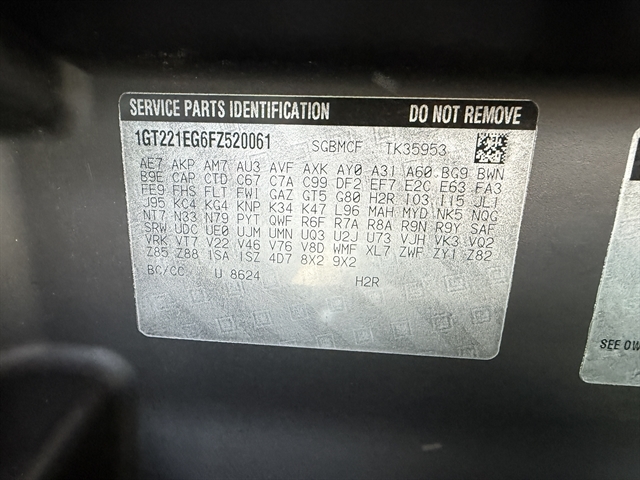 SERVICE PARTS IDENTIFICATION DO NOT REMOVE
1GT221EG6FZ520061 SGBMCF TK35953
AE7 AKP AM7 AU3 AVF AXK AY0 A31 A60 BG9 BWN
B9E CAP CTD C67 C7A C99 DF2 EF7 E2C E63 FA3
FE9 FHS FLT FW1 GAZ GT5 G80 H2R IO3 I15 JL1
J95 KC4 KG4 KNP K34 K47 L96 MAH MYD NK5 NQG
NT7 N33 N79 PYT QWF R6F R7A R8A R9N R9Y SAF
SRW UDC UE0 UJM UMN UQ3 U2J U73 VJH VK3 VQ2
VRK VT7 V22 V46 V76 V8D WMF XL7 ZWF ZY1 Z82
Z85 Z88 1SA 1SZ 4D7 8X2 9X2
BC/CC U 8624 H2R
SEE OW